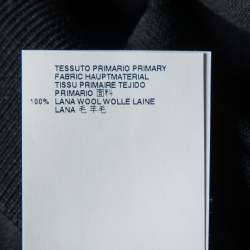 TESSUTO PRIMARIO PRIMARY
FABRIC HAUPTMATERIAL
TISSU PRIMAIRE TEJIDO
PRIMARIO 面料
100% LANA WOOL WOLLE LAINE
LANA 毛 羊毛